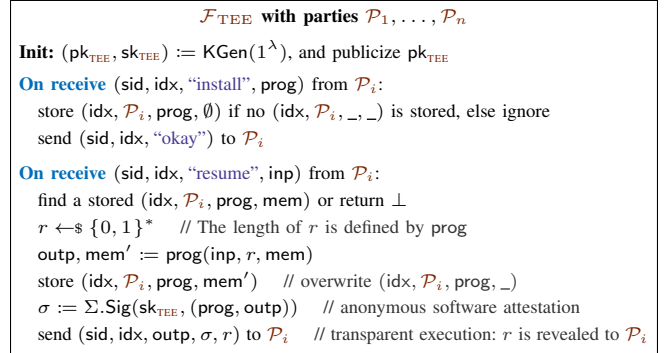 𝓕_TEE with parties 𝒫_1, . . . , 𝒫_n
Init: (pk_TEE, sk_TEE) := KGen(1^λ), and publicize pk_TEE
On receive (sid, idx, “install”, prog) from 𝒫_i:
store (idx, 𝒫_i, prog, ∅) if no (idx, 𝒫_i, _, _) is stored, else ignore
send (sid, idx, “okay”) to 𝒫_i
On receive (sid, idx, “resume”, inp) from 𝒫_i:
find a stored (idx, 𝒫_i, prog, mem) or return ⊥
r ←$ {0, 1}^* // The length of r is defined by prog
outp, mem′ := prog(inp, r, mem)
store (idx, 𝒫_i, prog, mem′) // overwrite (idx, 𝒫_i, prog, _)
σ := Σ.Sig(sk_TEE, (prog, outp)) // anonymous software attestation
send (sid, idx, outp, σ, r) to 𝒫_i // transparent execution: r is revealed to 𝒫_i